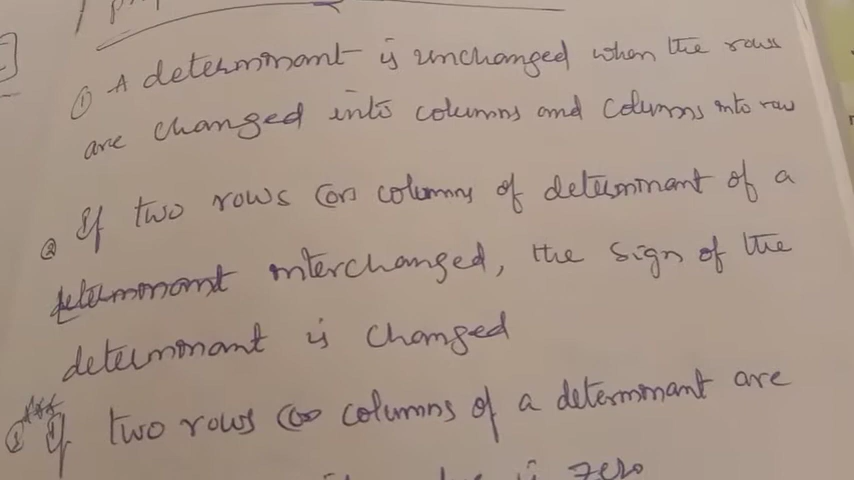 ① A determinant is unchanged when the rows
are changed into columns and columns into row
② If two rows (or) columns of determinant of a
determinant interchanged, the sign of the
determinant is changed
③ *** If two rows (or) columns of a determinant are
is zero